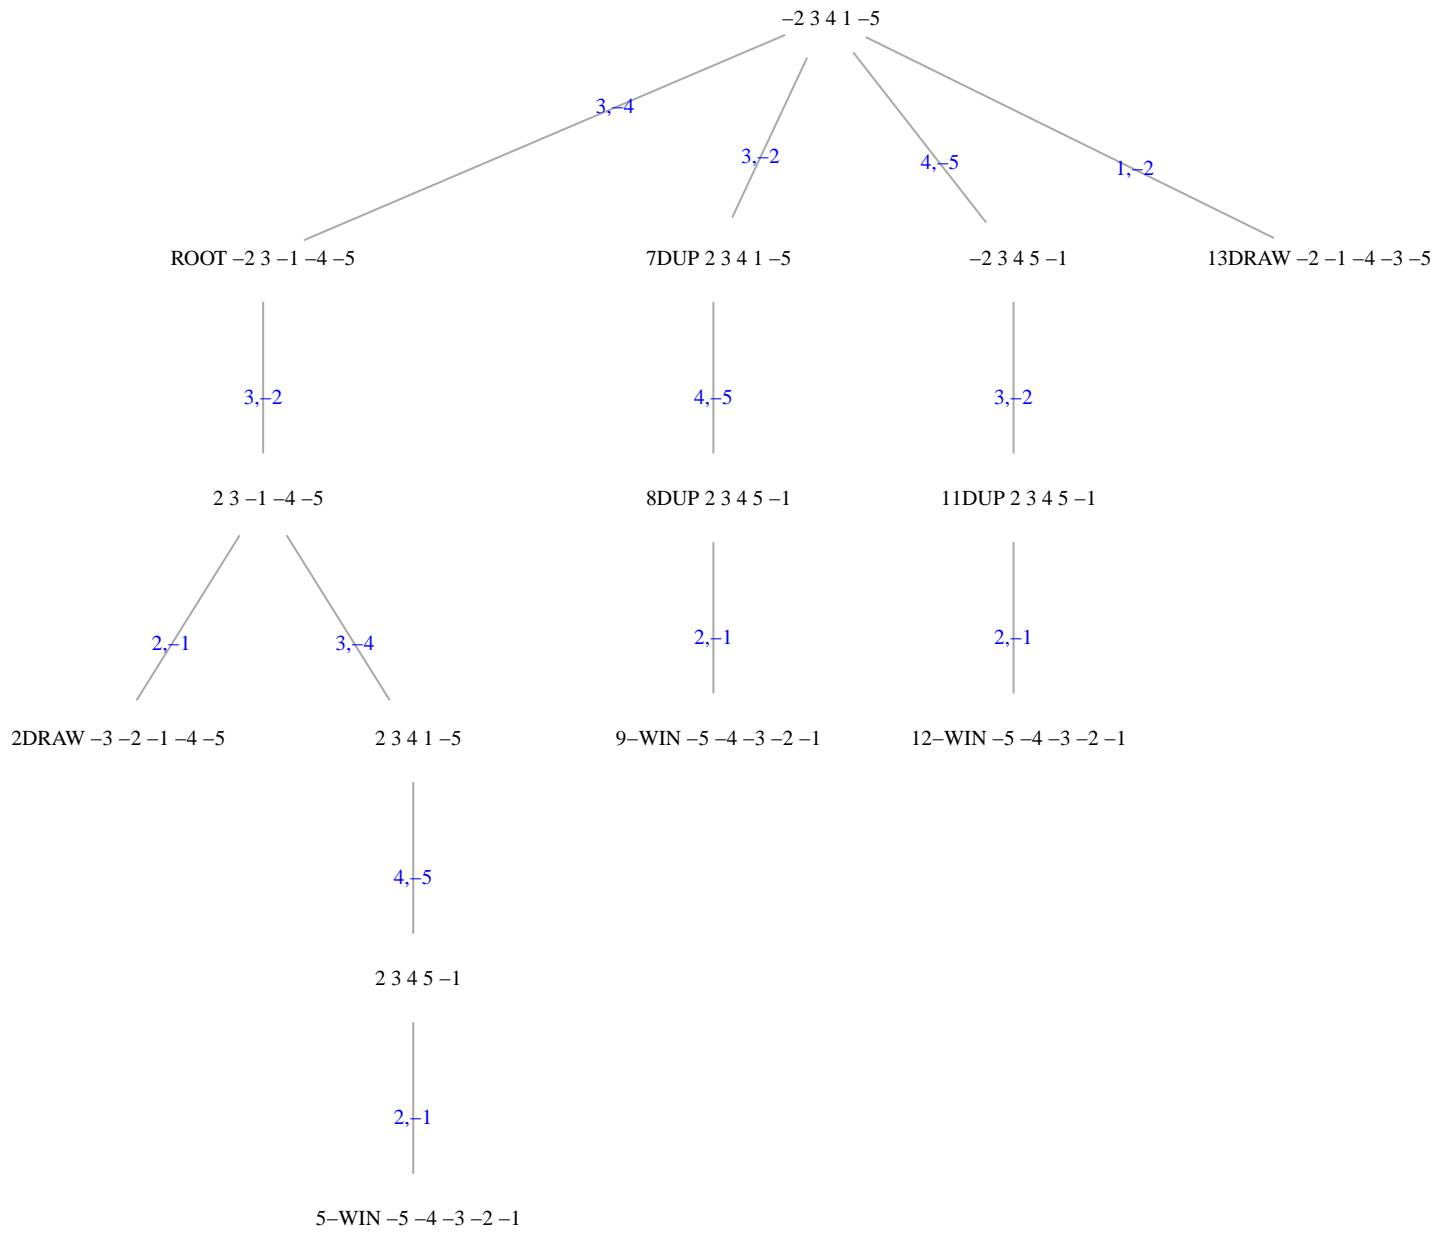 –2 3 4 1 –5
3,–4
3,–2
4,–5
1,–2
ROOT –2 3 –1 –4 –5
7DUP 2 3 4 1 –5
–2 3 4 5 –1
13DRAW –2 –1 –4 –3 –5
3,–2
4,–5
3,–2
2 3 –1 –4 –5
8DUP 2 3 4 5 –1
11DUP 2 3 4 5 –1
2,–1
3,–4
2,–1
2,–1
2DRAW –3 –2 –1 –4 –5
2 3 4 1 –5
9–WIN –5 –4 –3 –2 –1
12–WIN –5 –4 –3 –2 –1
4,–5
2 3 4 5 –1
2,–1
5–WIN –5 –4 –3 –2 –1